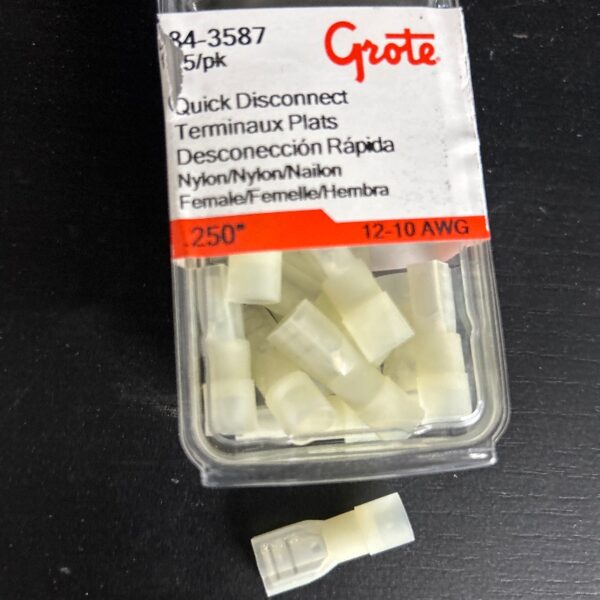 84-3587
Grote
5/pk
Quick Disconnect
Terminaux Plats
Desconección Rápida
Nylon/Nylon/Nailon
Female/Femelle/Hembra
.250"
12-10 AWG